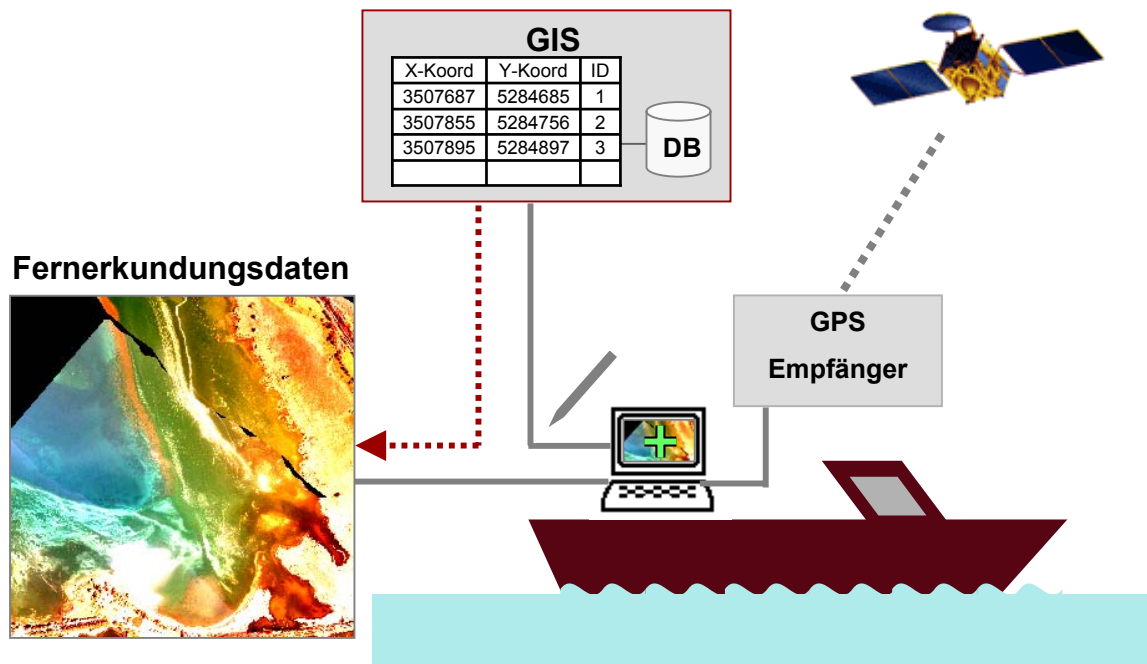 GIS
X-Koord Y-Koord ID
3507687 5284685 1
3507855 5284756 2
3507895 5284897 3
DB
Fernerkundungsdaten
GPS
Empfänger